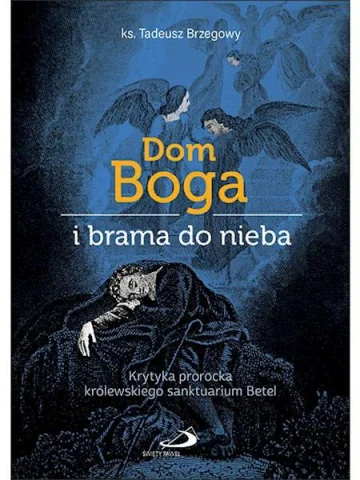 ks. Tadeusz Brzegowy
Dom
Boga
i brama do nieba
Krytyka prorocka
królewskiego sanktuarium Betel
ŚWIĘTY PAWEŁ